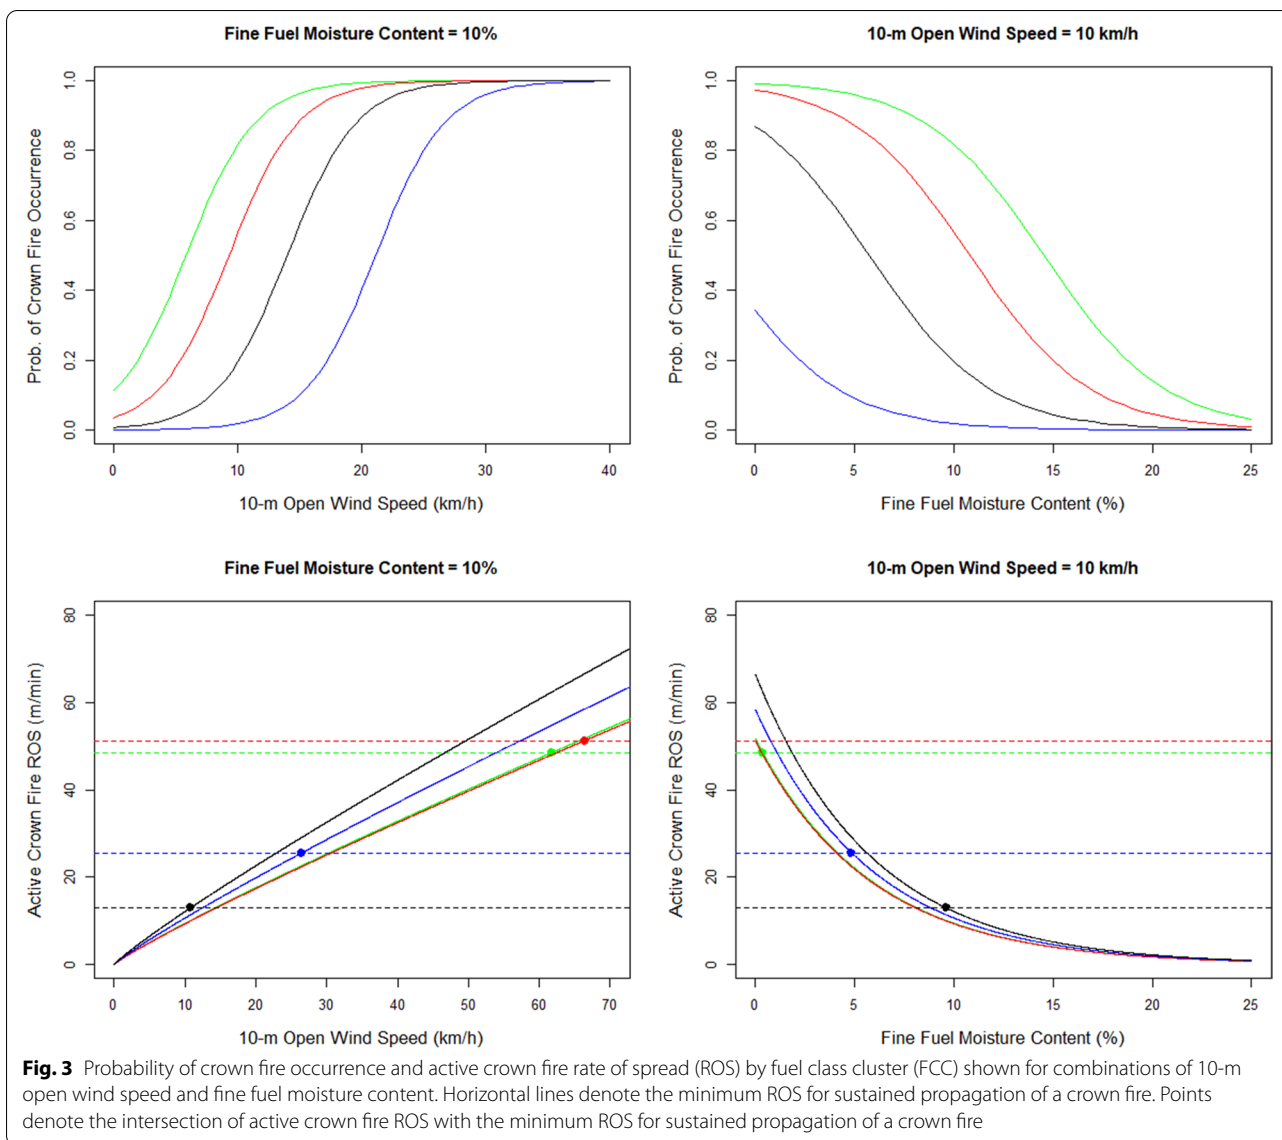 Fine Fuel Moisture Content = 10%
Prob. of Crown Fire Occurrence
1.0
0.8
0.6
0.4
0.2
0.0
0 10 20 30 40
10-m Open Wind Speed (km/h)
10-m Open Wind Speed = 10 km/h
Prob. of Crown Fire Occurrence
1.0
0.8
0.6
0.4
0.2
0.0
0 5 10 15 20 25
Fine Fuel Moisture Content (%)
Fine Fuel Moisture Content = 10%
Active Crown Fire ROS (m/min)
80
60
40
20
0
0 10 20 30 40 50 60 70
10-m Open Wind Speed (km/h)
10-m Open Wind Speed = 10 km/h
Active Crown Fire ROS (m/min)
80
60
40
20
0
0 5 10 15 20 25
Fine Fuel Moisture Content (%)
Fig. 3 Probability of crown fire occurrence and active crown fire rate of spread (ROS) by fuel class cluster (FCC) shown for combinations of 10-m
open wind speed and fine fuel moisture content. Horizontal lines denote the minimum ROS for sustained propagation of a crown fire. Points
denote the intersection of active crown fire ROS with the minimum ROS for sustained propagation of a crown fire